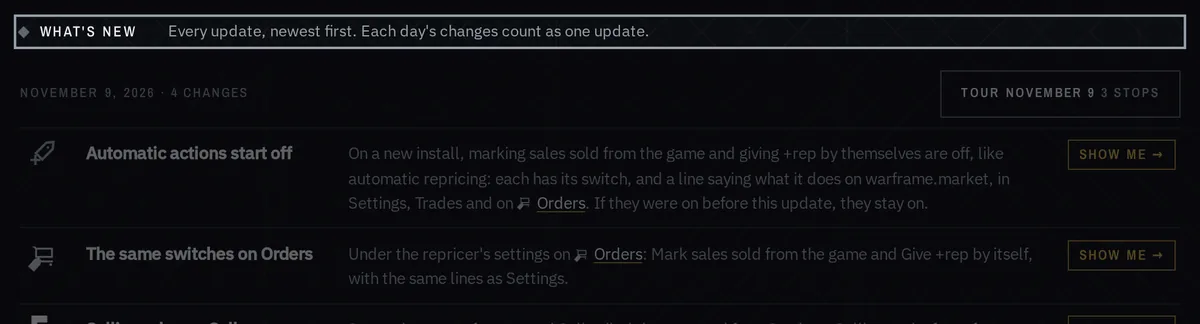 WHAT'S NEW Every update, newest first. Each day's changes count as one update.
NOVEMBER 9, 2026 · 4 CHANGES
TOUR NOVEMBER 9 3 STOPS
Automatic actions start off
On a new install, marking sales sold from the game and giving +rep by themselves are off, like
automatic repricing: each has its switch, and a line saying what it does on warframe.market, in
Settings, Trades and on Orders. If they were on before this update, they stay on.
SHOW ME →
The same switches on Orders
Under the repricer's settings on Orders: Mark sales sold from the game and Give +rep by itself,
with the same lines as Settings.
SHOW ME →